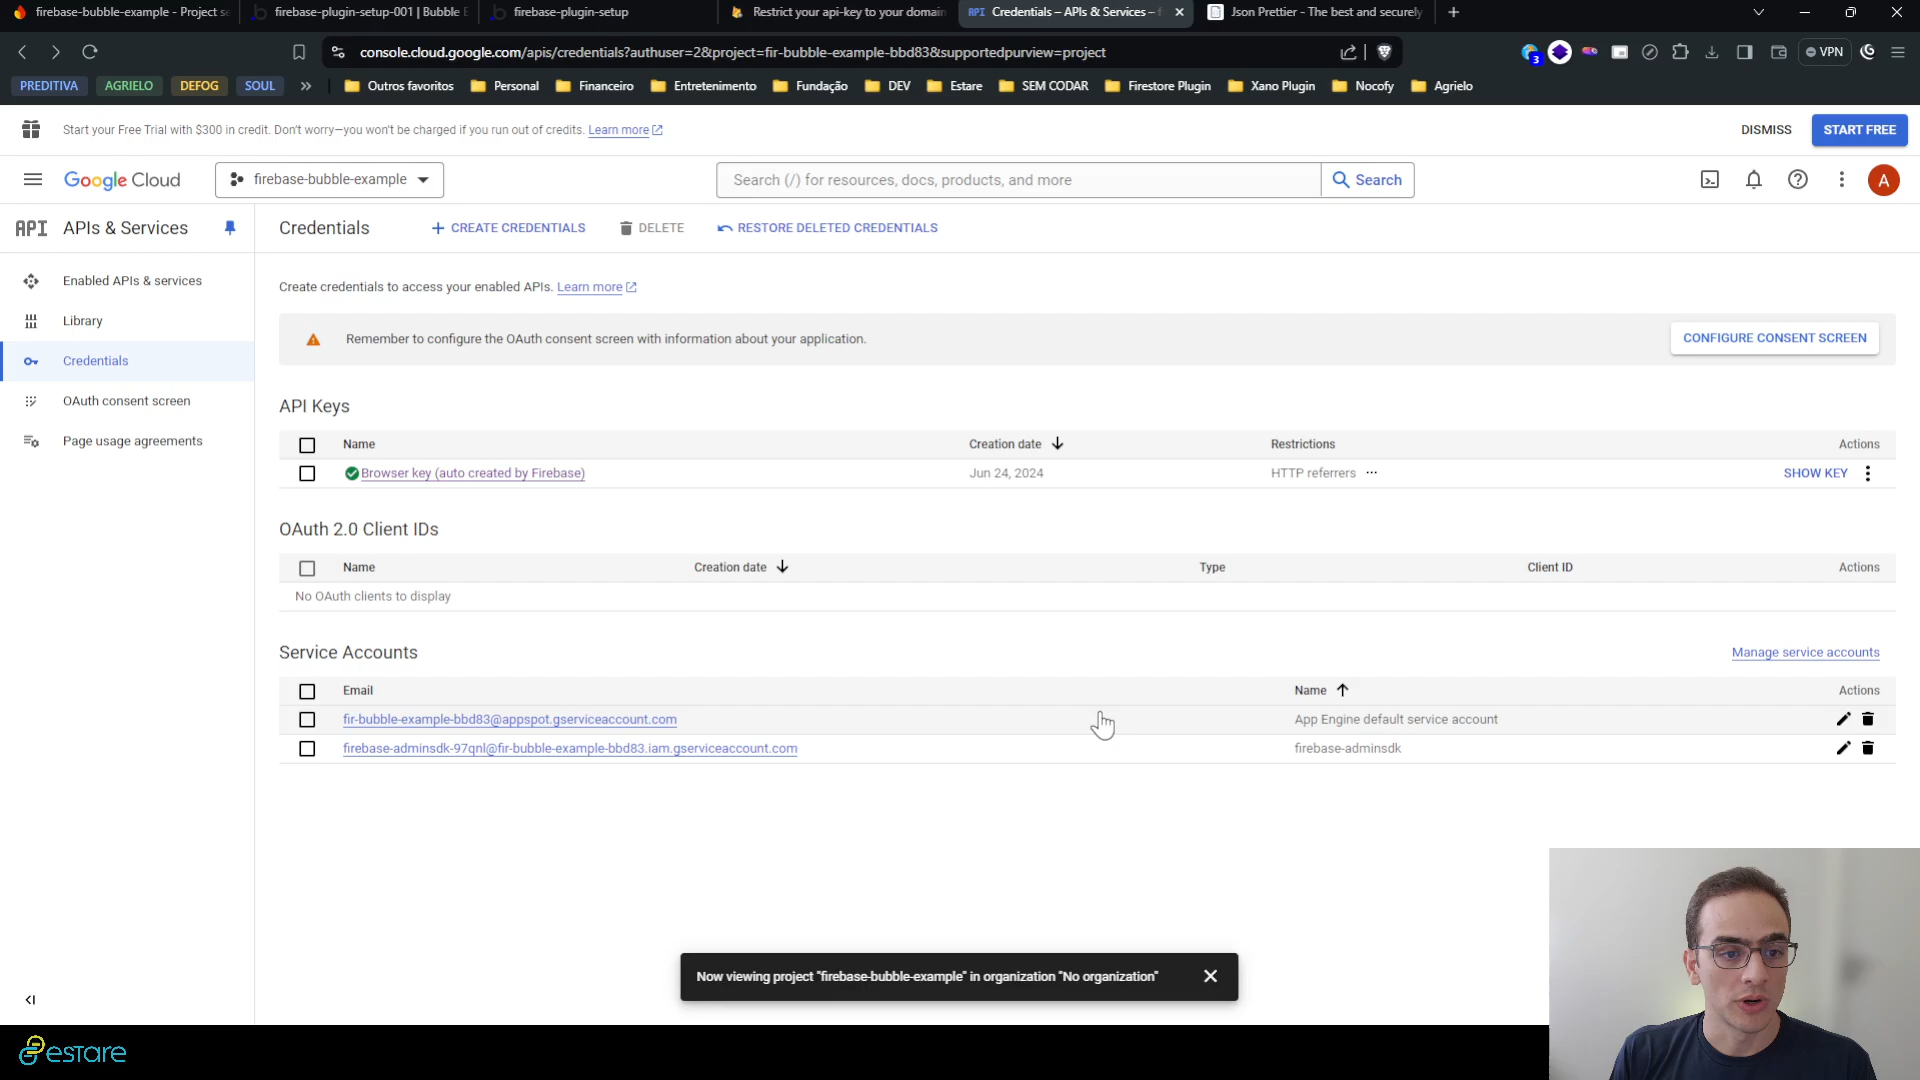 firebase-bubble-example - Project se
firebase-plugin-setup-001 | Bubble E
firebase-plugin-setup
Restrict your api-key to your domain
API Credentials – APIs & Services – f
Json Prettier - The best and securely
console.cloud.google.com/apis/credentials?authuser=2&project=fir-bubble-example-bbd83&supportedpurview=project
3
VPN
PREDITIVA
AGRIELO
DEFOG
SOUL
Outros favoritos
Personal
Financeiro
Entretenimento
Fundação
DEV
Estare
SEM CODAR
Firestore Plugin
Xano Plugin
Nocofy
Agrielo
Start your Free Trial with $300 in credit. Don't worry—you won't be charged if you run out of credits. Learn more
DISMISS
START FREE
Google Cloud
firebase-bubble-example
Search (/) for resources, docs, products, and more
Search
A
API APIs & Services
Credentials
CREATE CREDENTIALS
DELETE
RESTORE DELETED CREDENTIALS
Enabled APIs & services
Library
Credentials
OAuth consent screen
Page usage agreements
Create credentials to access your enabled APIs. Learn more
Remember to configure the OAuth consent screen with information about your application.
CONFIGURE CONSENT SCREEN
API Keys
Name
Creation date
Restrictions
Actions
Browser key (auto created by Firebase)
Jun 24, 2024
HTTP referrers
SHOW KEY
OAuth 2.0 Client IDs
Name
Creation date
Type
Client ID
Actions
No OAuth clients to display
Service Accounts
Manage service accounts
Email
Name
Actions
fir-bubble-example-bbd83@appspot.gserviceaccount.com
App Engine default service account
firebase-adminsdk-97qnl@fir-bubble-example-bbd83.iam.gserviceaccount.com
firebase-adminsdk
Now viewing project "firebase-bubble-example" in organization "No organization"
estare